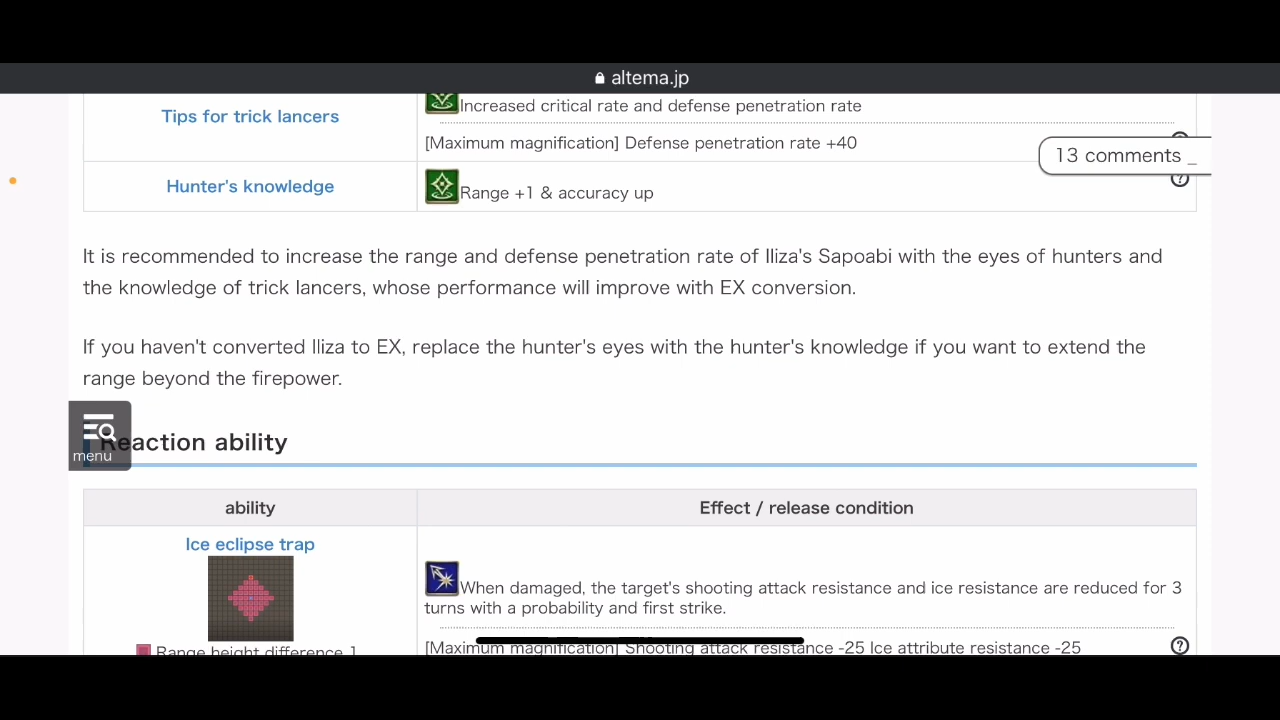 altema.jp
Tips for trick lancers
Increased critical rate and defense penetration rate
[Maximum magnification] Defense penetration rate +40
13 comments _
Hunter's knowledge
Range +1 & accuracy up
It is recommended to increase the range and defense penetration rate of Iliza's Sapoabi with the eyes of hunters and
the knowledge of trick lancers, whose performance will improve with EX conversion.
If you haven't converted Iliza to EX, replace the hunter's eyes with the hunter's knowledge if you want to extend the
range beyond the firepower.
menu
Reaction ability
ability
Effect / release condition
Ice eclipse trap
When damaged, the target's shooting attack resistance and ice resistance are reduced for 3
turns with a probability and first strike.
Range height difference 1
[Maximum magnification] Shooting attack resistance -25 Ice attribute resistance -25